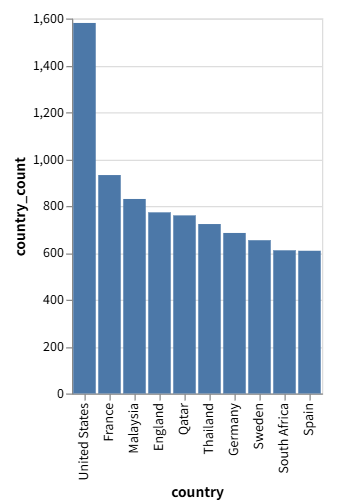 1,600
1,400
1,200
1,000
800
600
400
200
0
country_count
United States
France
Malaysia
England
Qatar
Thailand
Germany
Sweden
South Africa
Spain
country